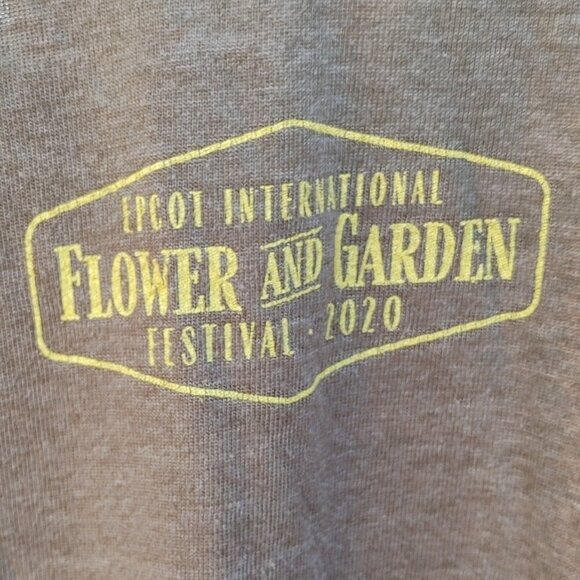 EPCOT INTERNATIONAL
FLOWER AND GARDEN
FESTIVAL · 2020